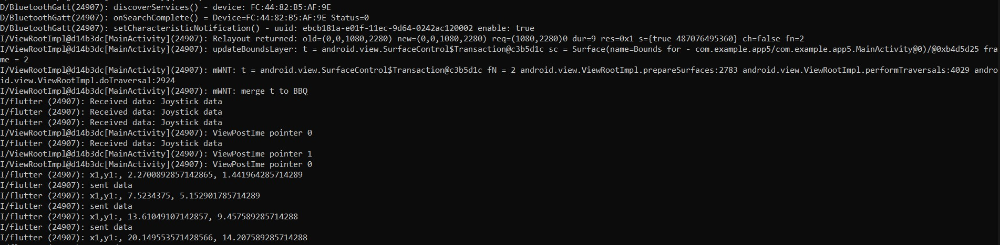 D/BluetoothGatt(24907): discoverServices() - device: FC:44:82:B5:AF:9E
D/BluetoothGatt(24907): onSearchComplete() = Device=FC:44:82:B5:AF:9E Status=0
D/BluetoothGatt(24907): setCharacteristicNotification() - uuid: ebcb181a-e01f-11ec-9d64-0242ac120002 enable: true
I/ViewRootImpl@d14b3dc[MainActivity](24907): Relayout returned: old=(0,0,1080,2280) new=(0,0,1080,2280) req=(1080,2280)0 dur=9 res=0x1 s={true 487076495360} ch=false fn=2
I/ViewRootImpl@d14b3dc[MainActivity](24907): updateBoundsLayer: t = android.view.SurfaceControl$Transaction@c3b5d1c sc = Surface(name=Bounds for - com.example.app5/com.example.app5.MainActivity@0)/@0xb4d5d25 fra
me = 2
I/ViewRootImpl@d14b3dc[MainActivity](24907): mWNT: t = android.view.SurfaceControl$Transaction@c3b5d1c fN = 2 android.view.ViewRootImpl.prepareSurfaces:2783 android.view.ViewRootImpl.performTraversals:4029 andro
id.view.ViewRootImpl.doTraversal:2924
I/ViewRootImpl@d14b3dc[MainActivity](24907): mWNT: merge t to BBQ
I/flutter (24907): Received data: Joystick data
I/flutter (24907): Received data: Joystick data
I/flutter (24907): Received data: Joystick data
I/ViewRootImpl@d14b3dc[MainActivity](24907): ViewPostIme pointer 0
I/flutter (24907): Received data: Joystick data
I/ViewRootImpl@d14b3dc[MainActivity](24907): ViewPostIme pointer 1
I/ViewRootImpl@d14b3dc[MainActivity](24907): ViewPostIme pointer 0
I/flutter (24907): x1,y1:, 2.2700892857142865, 1.441964285714289
I/flutter (24907): sent data
I/flutter (24907): x1,y1:, 7.5234375, 5.152901785714289
I/flutter (24907): sent data
I/flutter (24907): x1,y1:, 13.61049107142857, 9.457589285714288
I/flutter (24907): sent data
I/flutter (24907): x1,y1:, 20.149553571428566, 14.207589285714288